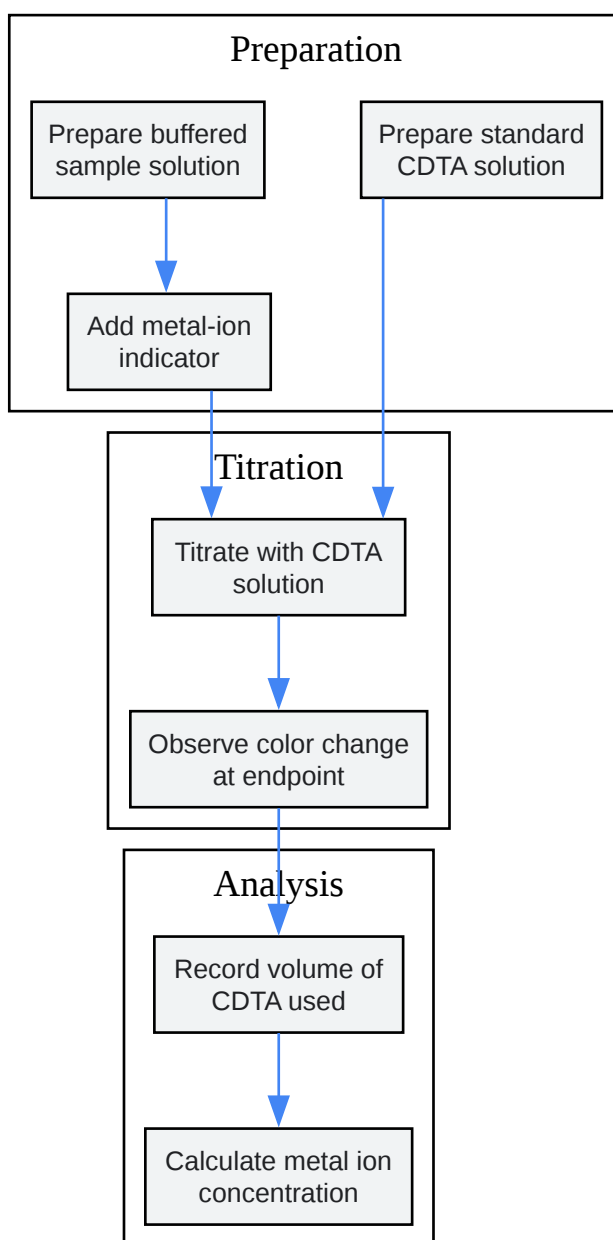 Preparation
Prepare buffered
sample solution
Prepare standard
CDTA solution
Add metal-ion
indicator
Titration
Titrate with CDTA
solution
Observe color change
at endpoint
Analysis
Record volume of
CDTA used
Calculate metal ion
concentration